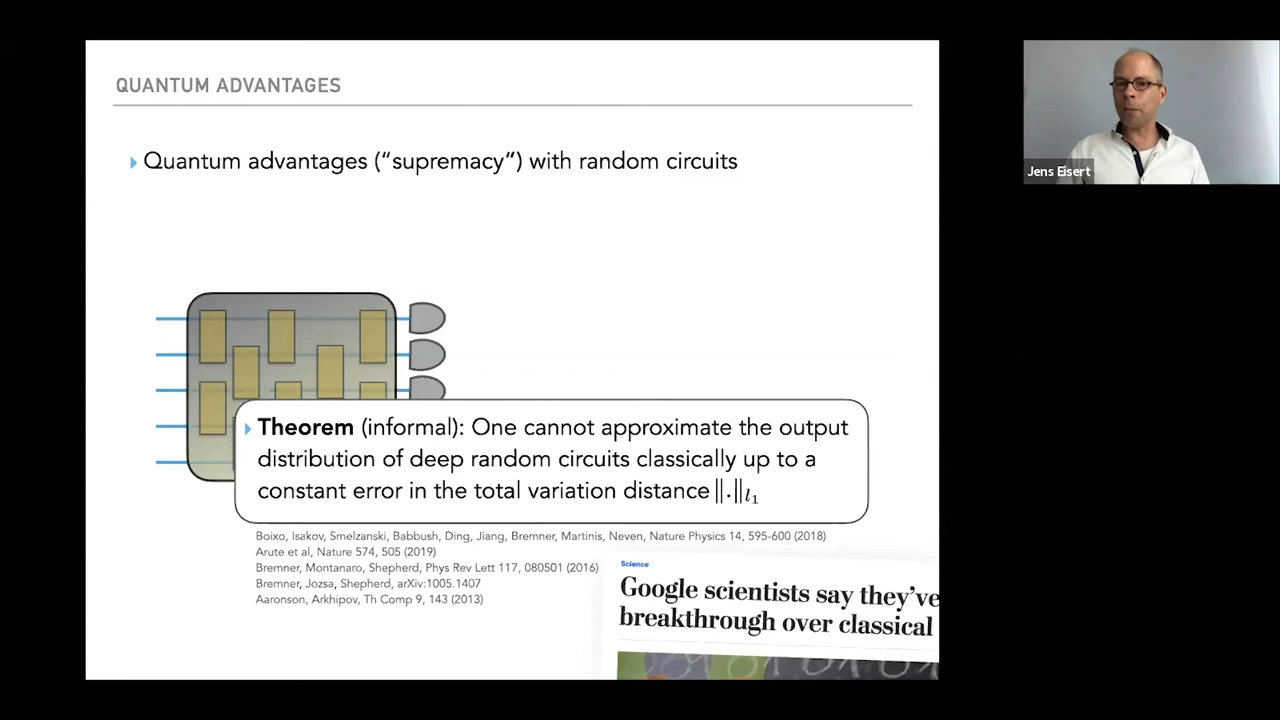 QUANTUM ADVANTAGES
Quantum advantages (“supremacy”) with random circuits
Jens Eisert
Theorem (informal): One cannot approximate the output
distribution of deep random circuits classically up to a
constant error in the total variation distance ‖.‖l₁
Boixo, Isakov, Smelzanski, Babbush, Ding, Jiang, Bremner, Martinis, Neven, Nature Physics 14, 595-600 (2018)
Arute et al, Nature 574, 505 (2019)
Bremner, Montanaro, Shepherd, Phys Rev Lett 117, 080501 (2016)
Bremner, Jozsa, Shepherd, arXiv:1005.1407
Aaronson, Arkhipov, Th Comp 9, 143 (2013)
Science
Google scientists say they’ve
breakthrough over classical